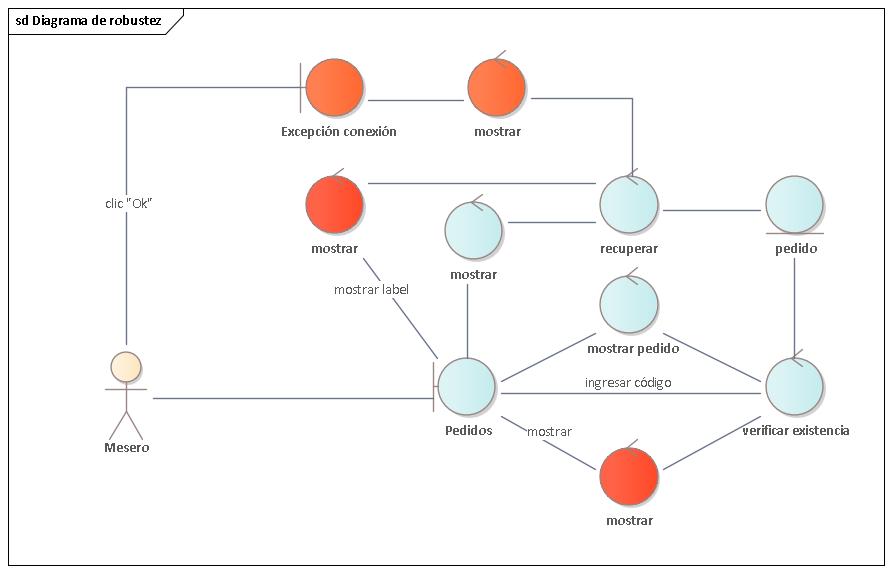 sd Diagrama de robustez
Excepción conexión
mostrar
clic "Ok"
mostrar
recuperar
pedido
mostrar
mostrar label
mostrar pedido
ingresar código
Mesero
Pedidos
mostrar
verificar existencia
mostrar